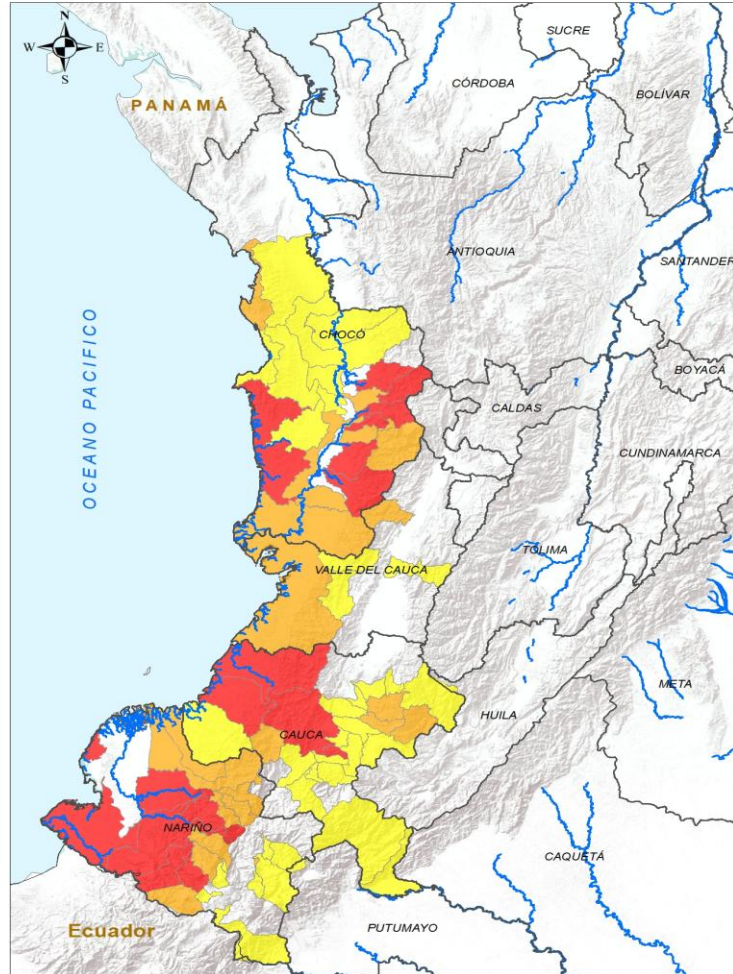 N
W E
S
PANAMÁ
SUCRE
CÓRDOBA
BOLÍVAR
ANTIOQUIA
SANTANDER
OCEANO PACIFICO
CHOCÓ
BOYACÁ
CALDAS
CUNDINAMARCA
TOLIMA
VALLE DEL CAUCA
META
HUILA
CAUCA
NARIÑO
CAQUETÁ
Ecuador
PUTUMAYO